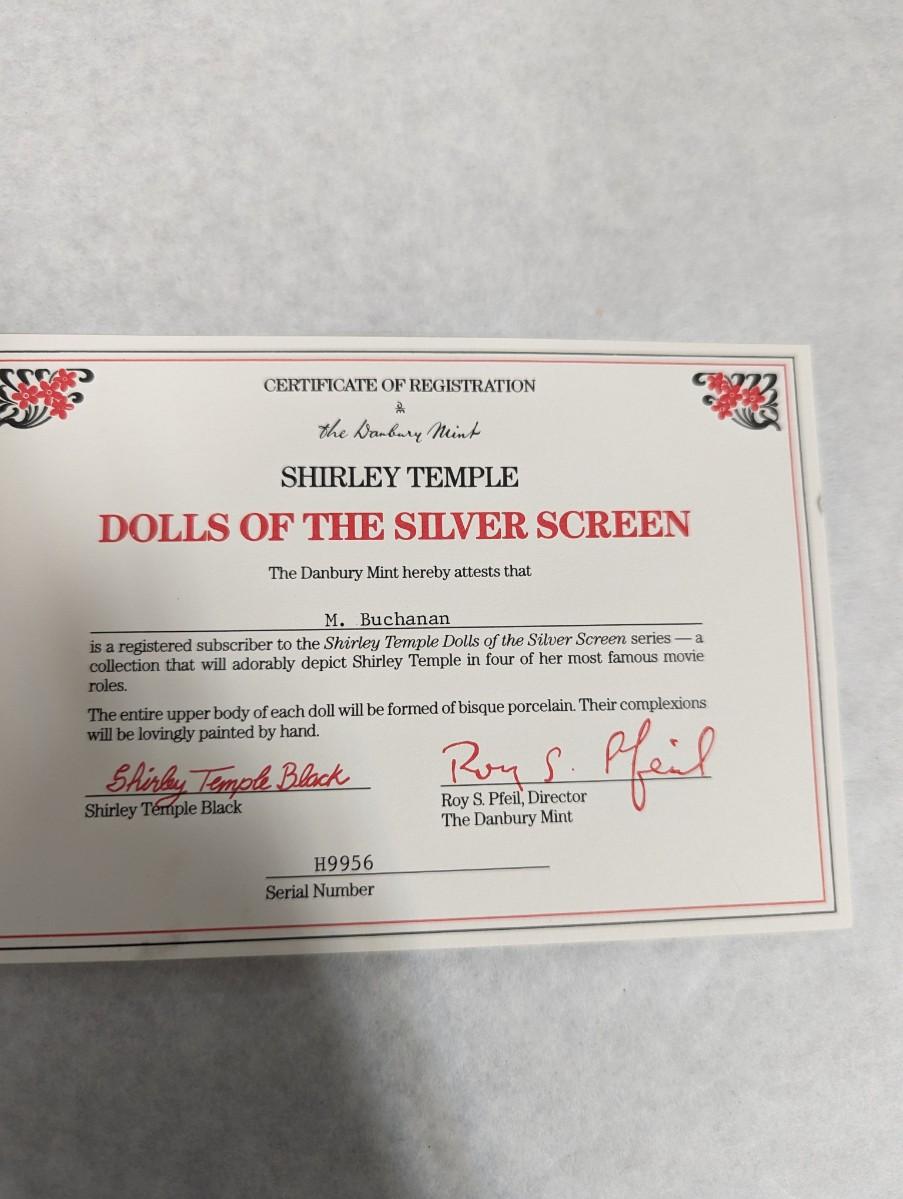 CERTIFICATE OF REGISTRATION
the Danbury Mint
SHIRLEY TEMPLE
DOLLS OF THE SILVER SCREEN
The Danbury Mint hereby attests that
M. Buchanan
is a registered subscriber to the Shirley Temple Dolls of the Silver Screen series — a
collection that will adorably depict Shirley Temple in four of her most famous movie
roles.
The entire upper body of each doll will be formed of bisque porcelain. Their complexions
will be lovingly painted by hand.
Shirley Temple Black
Roy S. Pfeil
Shirley Temple Black
Roy S. Pfeil, Director
The Danbury Mint
H9956
Serial Number